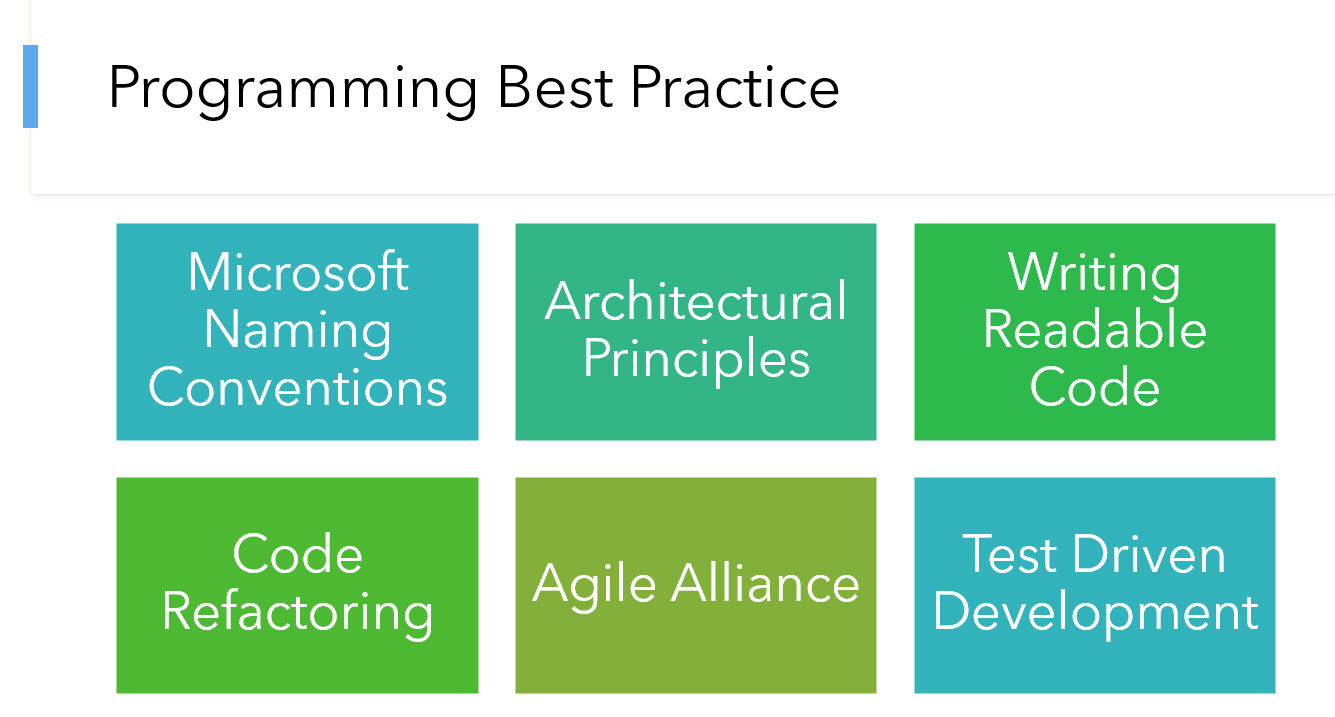 Programming Best Practice
Microsoft
Naming
Conventions
Architectural
Principles
Writing
Readable
Code
Code
Refactoring
Agile Alliance
Test Driven
Development